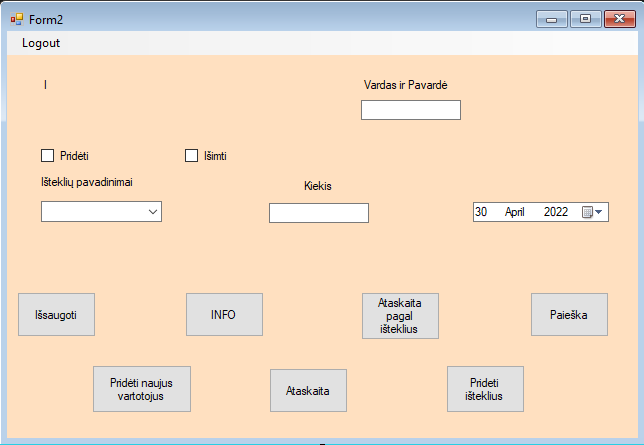 Form2
Logout
I
Vardas ir Pavardė
Pridėti
Išimti
Išteklių pavadinimai
Kiekis
30 April 2022
Išsaugoti
INFO
Ataskaita
pagal
išteklius
Paieška
Pridėti naujus
vartotojus
Ataskaita
Prideti
išteklius